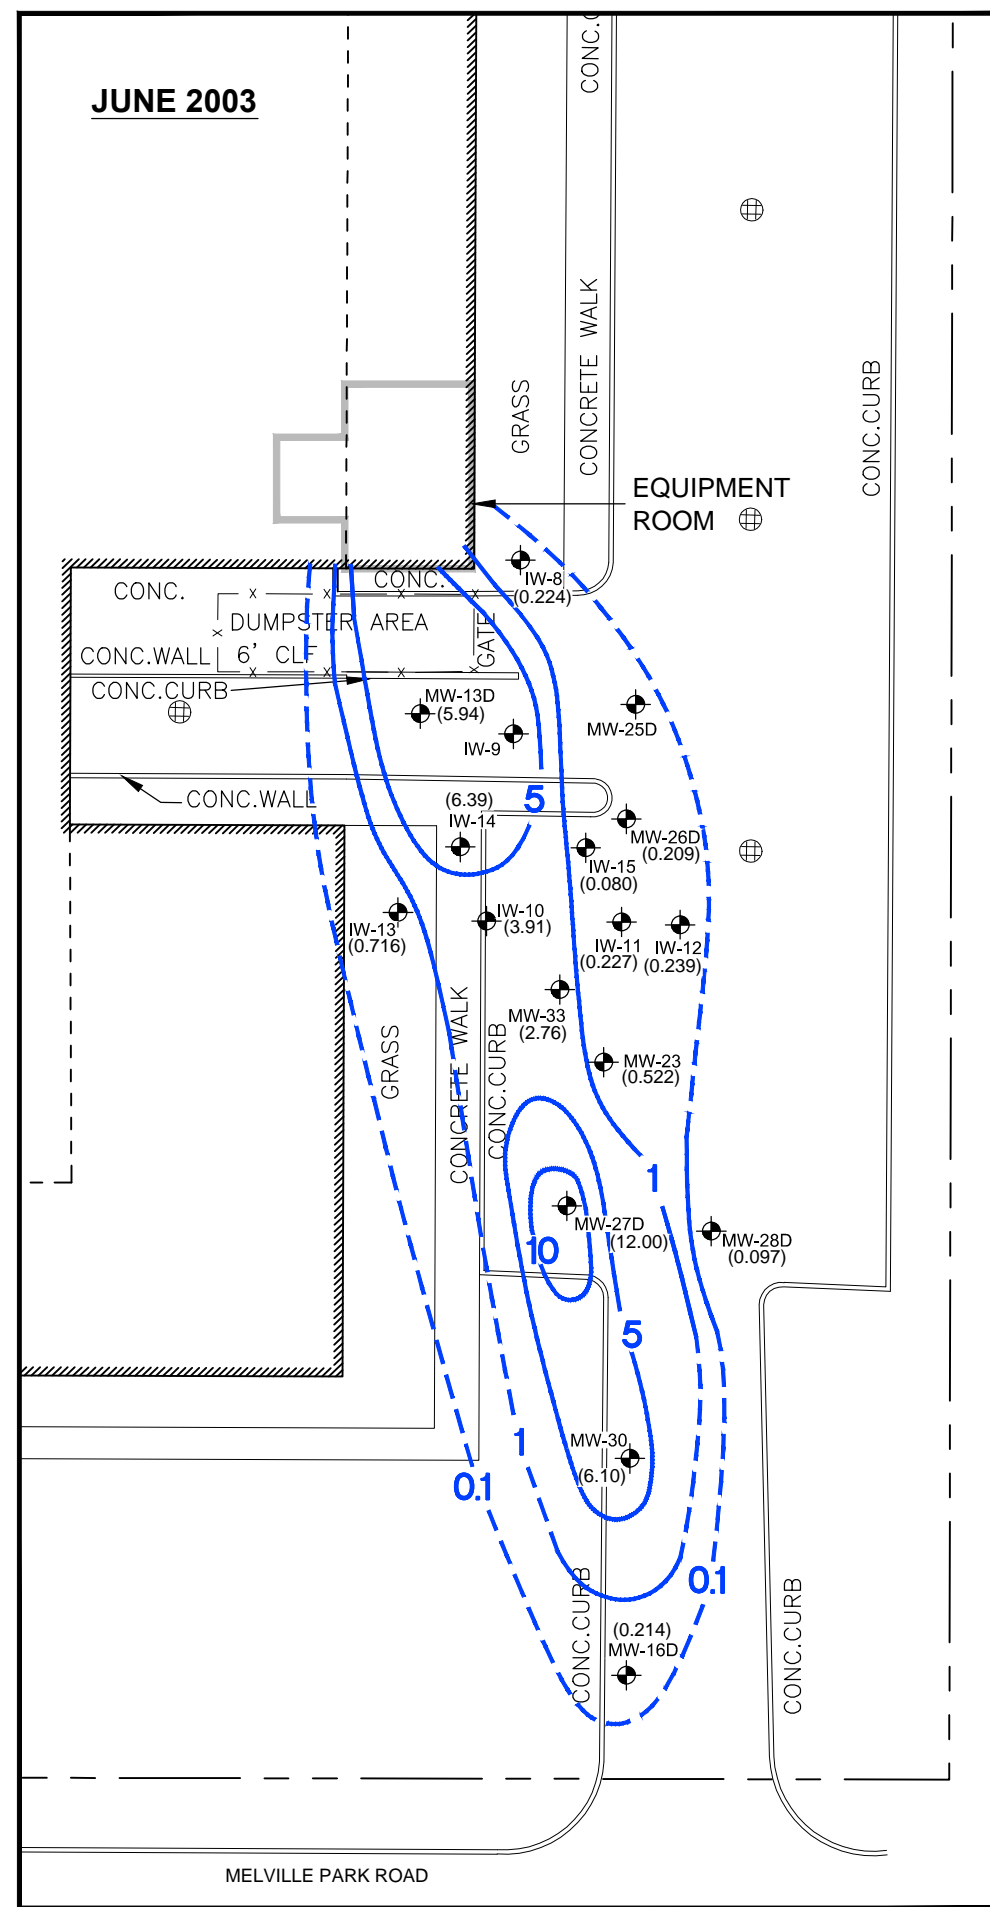 JUNE 2003
CONC.C
CONCRETE WALK
GRASS
CONC.CURB
EQUIPMENT
ROOM
IW-8
(0.224)
CONC.
CONC.
DUMPSTER AREA
GATE
CONC.WALL
6' CLF
CONC.CURB
MW-13D
(5.94)
IW-9
MW-25D
CONC.WALL
(6.39)
IW-14
5
MW-26D
(0.209)
IW-15
(0.080)
IW-13
(0.716)
IW-10
(3.91)
IW-11
(0.227)
IW-12
(0.239)
MW-33
(2.76)
GRASS
CONCRETE WALK
CONC.CURB
MW-23
(0.522)
1
MW-27D
(12.00)
10
MW-28D
(0.097)
5
1
MW-30
(6.10)
0.1
0.1
CONC.CURB
CONC.CURB
(0.214)
MW-16D
MELVILLE PARK ROAD